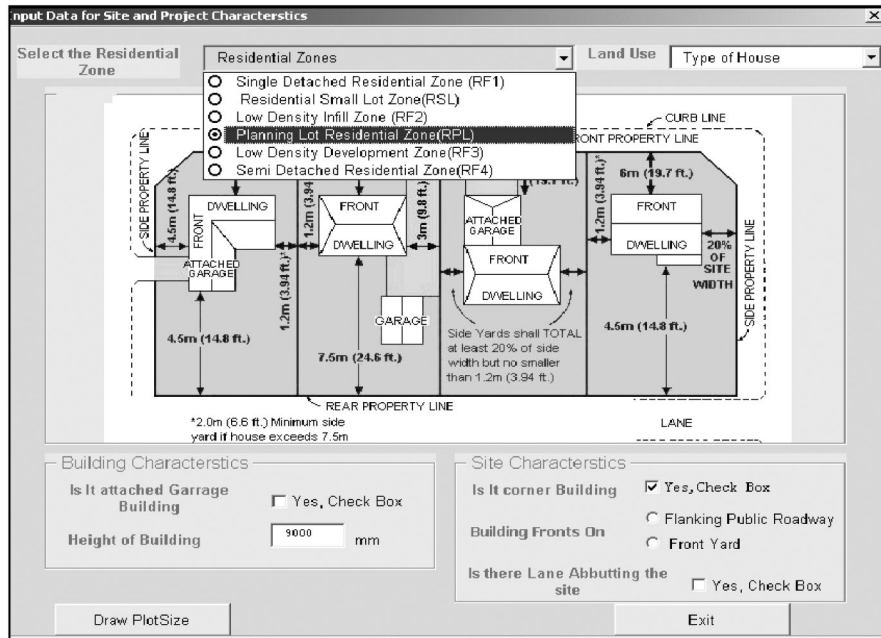 Input Data for Site and Project Characterstics
Select the Residential Zone
Residential Zones
Land Use
Type of House
Single Detached Residential Zone (RF1)
Residential Small Lot Zone(RSL)
Low Density Infill Zone (RF2)
Planning Lot Residential Zone(RPL)
Low Density Development Zone(RF3)
Semi Detached Residential Zone(RF4)
CURB LINE
FRONT PROPERTY LINE
SIDE PROPERTY LINE
4.5m (14.8 ft.)
FRONT
DWELLING
ATTACHED
GARAGE
4.5m (14.8 ft.)
1.2m (3.94 ft.)*
1.2m (3.94
FRONT
DWELLING
3m (9.8 ft.)
GARAGE
7.5m (24.6 ft.)
(19.7 ft.)
ATTACHED
GARAGE
FRONT
DWELLING
Side Yards shall TOTAL
at least 20% of side
width but no smaller
than 1.2m (3.94 ft.)
1.2m (3.94 ft.)*
6m (19.7 ft.)
FRONT
DWELLING
20%
OF
SITE
WIDTH
4.5m (14.8 ft.)
SIDE PROPERTY LINE
REAR PROPERTY LINE
*2.0m (6.6 ft.) Minimum side
yard if house exceeds 7.5m
LANE
Building Characterstics
Is It attached Garrage
Building
Yes, Check Box
Height of Building
9000
mm
Site Characterstics
Is It corner Building
Yes,Check Box
Building Fronts On
Flanking Public Roadway
Front Yard
Is there Lane Abbutting the
site
Yes, Check Box
Draw PlotSize
Exit